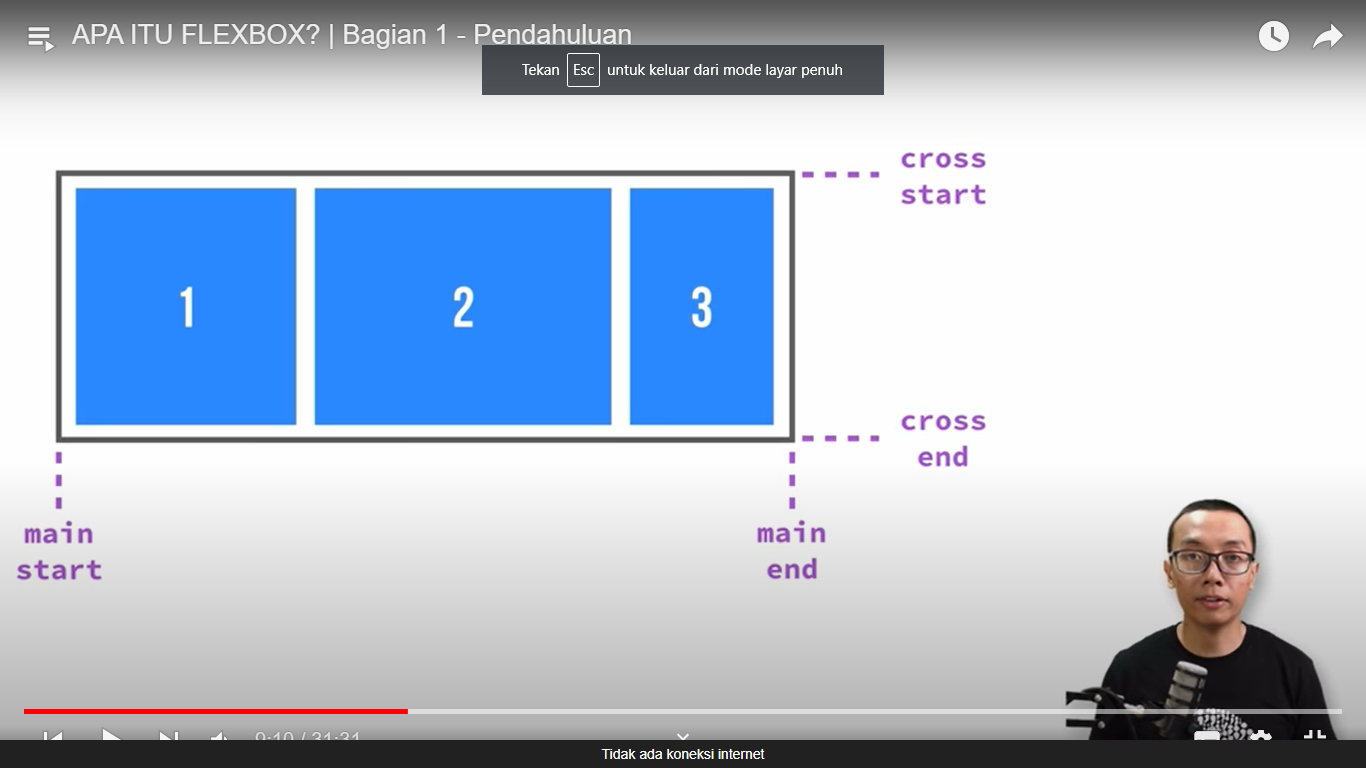 APA ITU FLEXBOX? | Bagian 1 - Pendahuluan
Tekan Esc untuk keluar dari mode layar penuh
cross
start
1 2 3
cross
end
main
start
main
end
9:10 / 31:31
Tidak ada koneksi internet